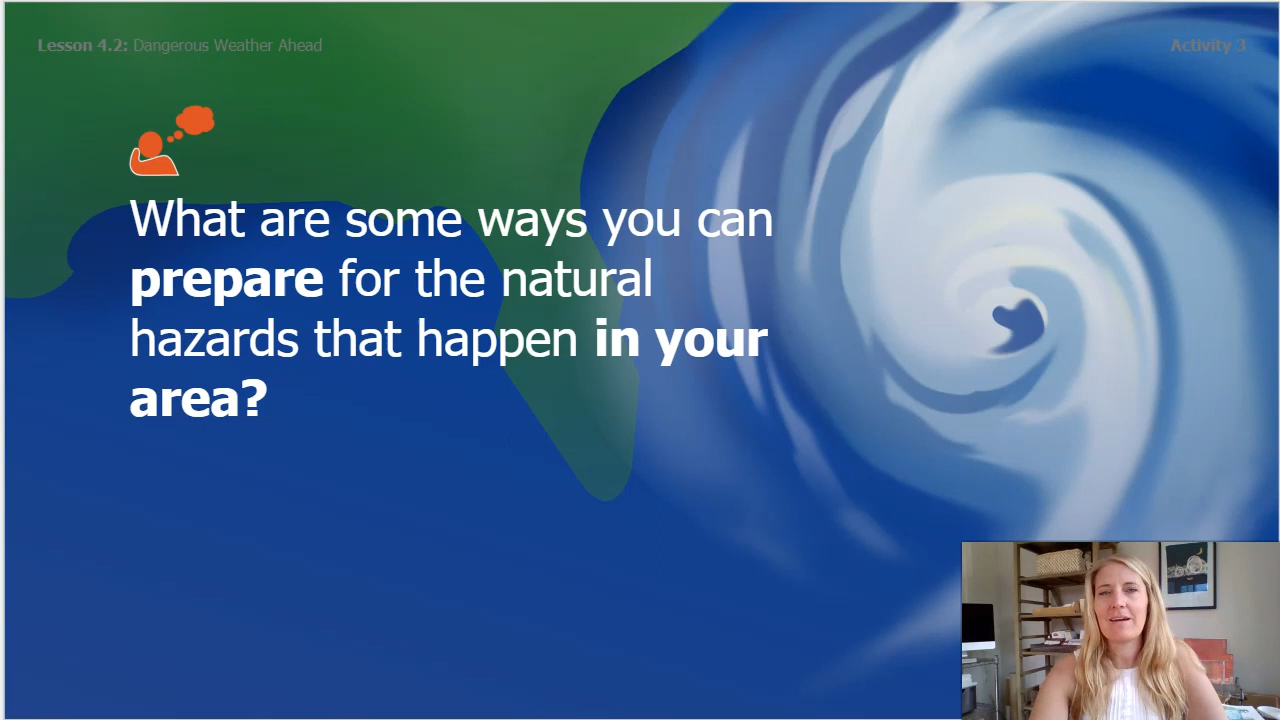 Lesson 4.2: Dangerous Weather Ahead
Activity 3
What are some ways you can
prepare for the natural
hazards that happen in your
area?